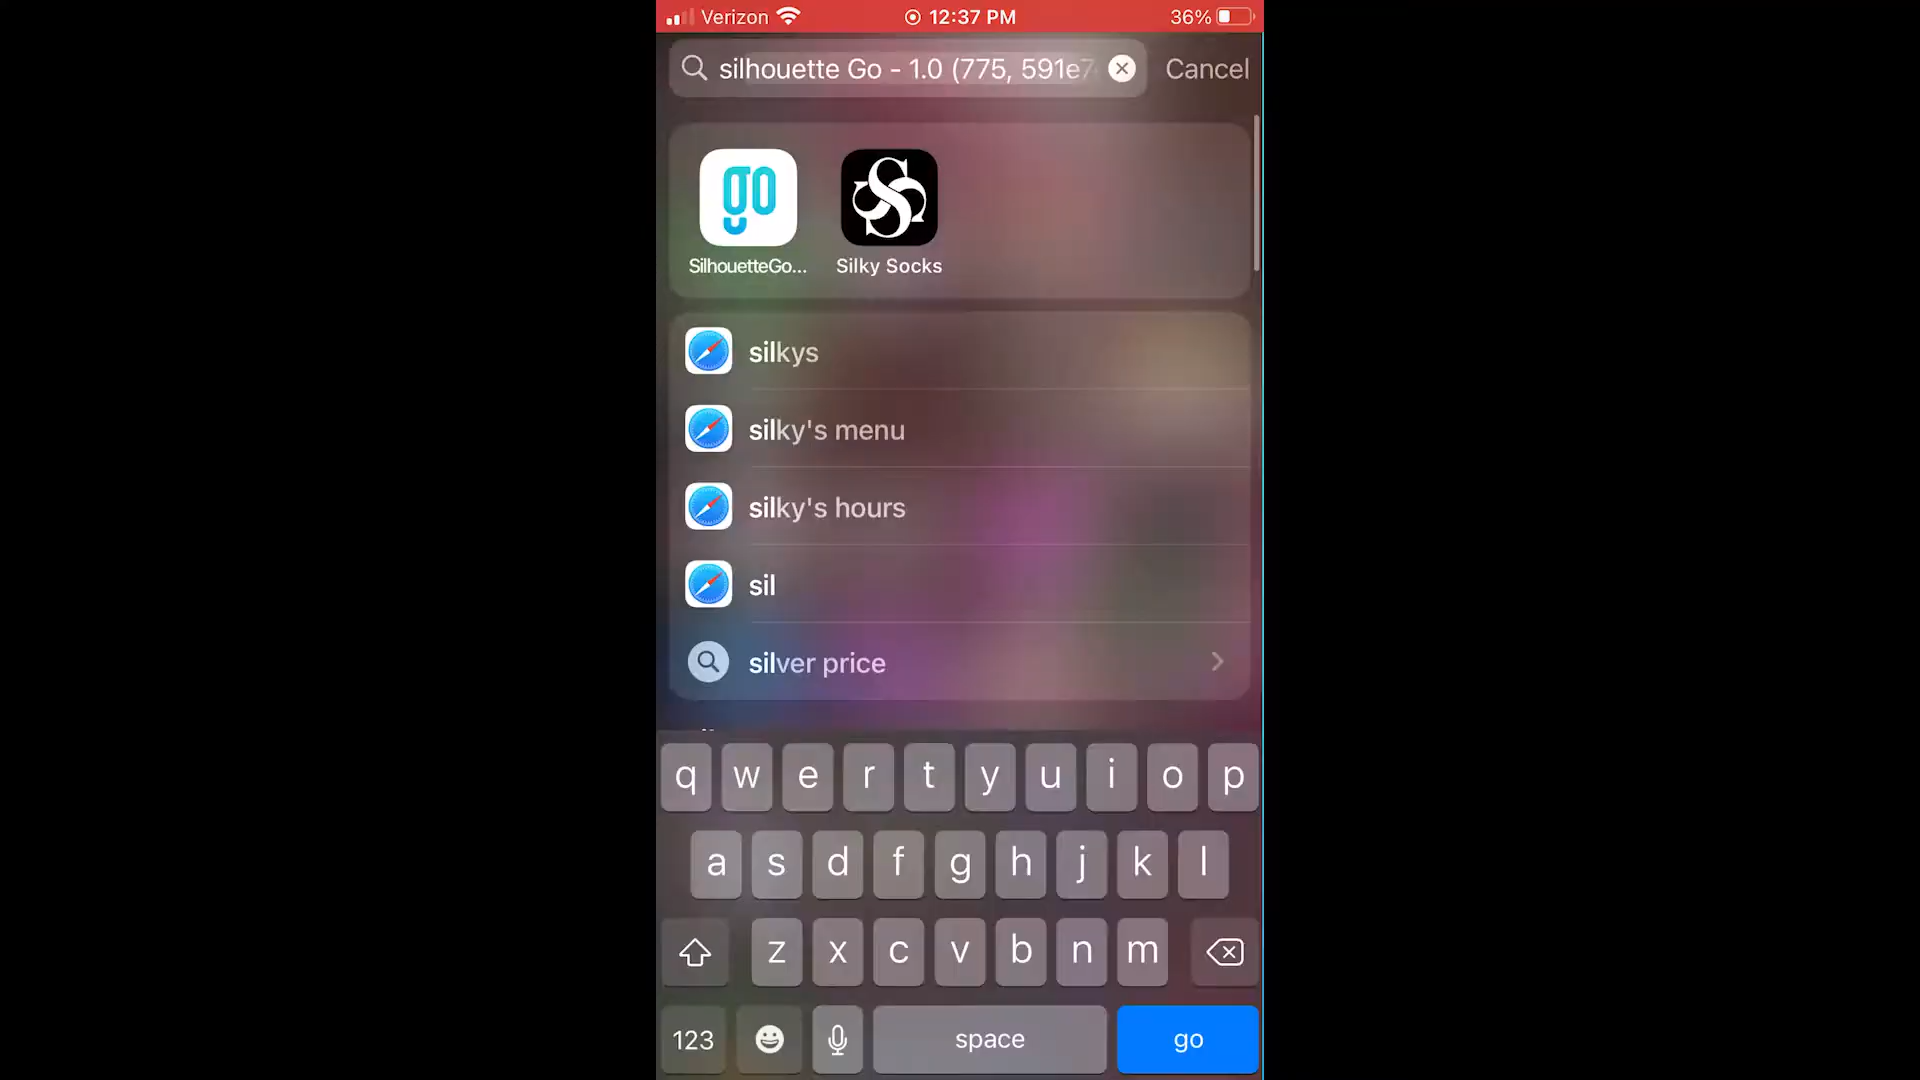 Verizon 12:37 PM 36%
silhouette Go - 1.0 (775, 591e7 Cancel
go
SilhouetteGo... Silky Socks
silkys
silky's menu
silky's hours
sil
silver price
q w e r t y u i o p
a s d f g h j k l
z x c v b n m
123 space go